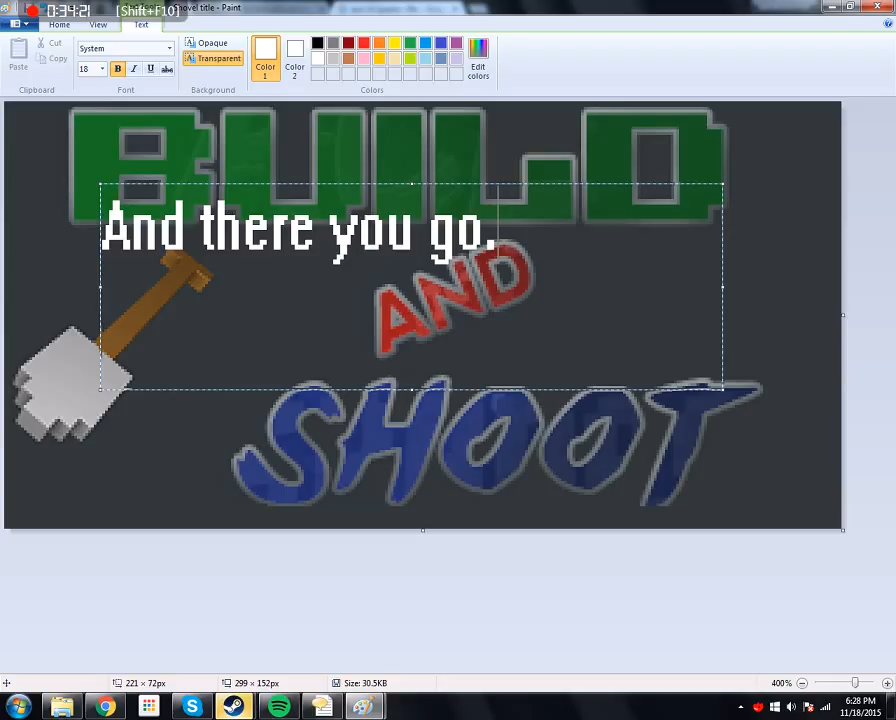 0:34:21 [Shift+F10] Shovel title - Paint
Home View Text
Paste
Cut
Copy
Clipboard
System
18 B I U abc
Font
Opaque
Transparent
Background
Color 1
Color 2
Edit colors
Colors
BUILD
And there you go.
AND
SHOOT
221 × 72px
299 × 152px
Size: 30.5KB
400%
6:28 PM
11/18/2015